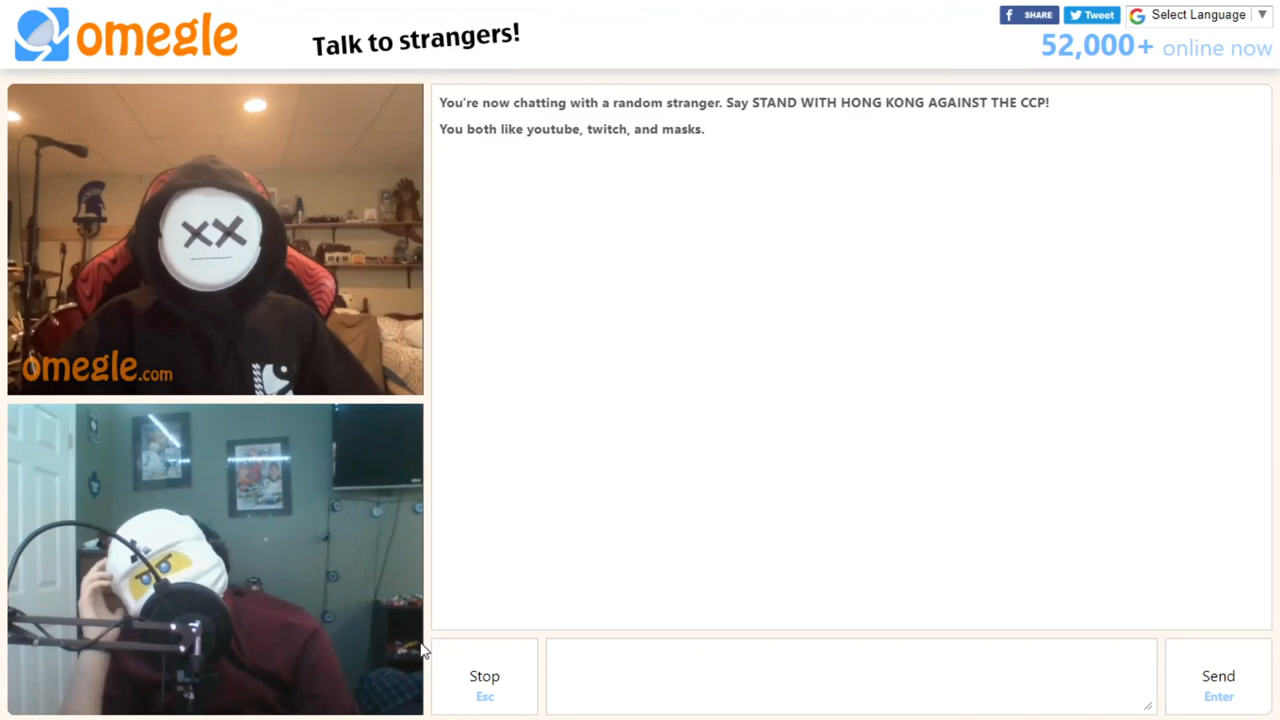 omegle
Talk to strangers!
SHARE
Tweet
Select Language
52,000+ online now
You're now chatting with a random stranger. Say STAND WITH HONG KONG AGAINST THE CCP!
You both like youtube, twitch, and masks.
omegle.com
Stop
Esc
Send
Enter